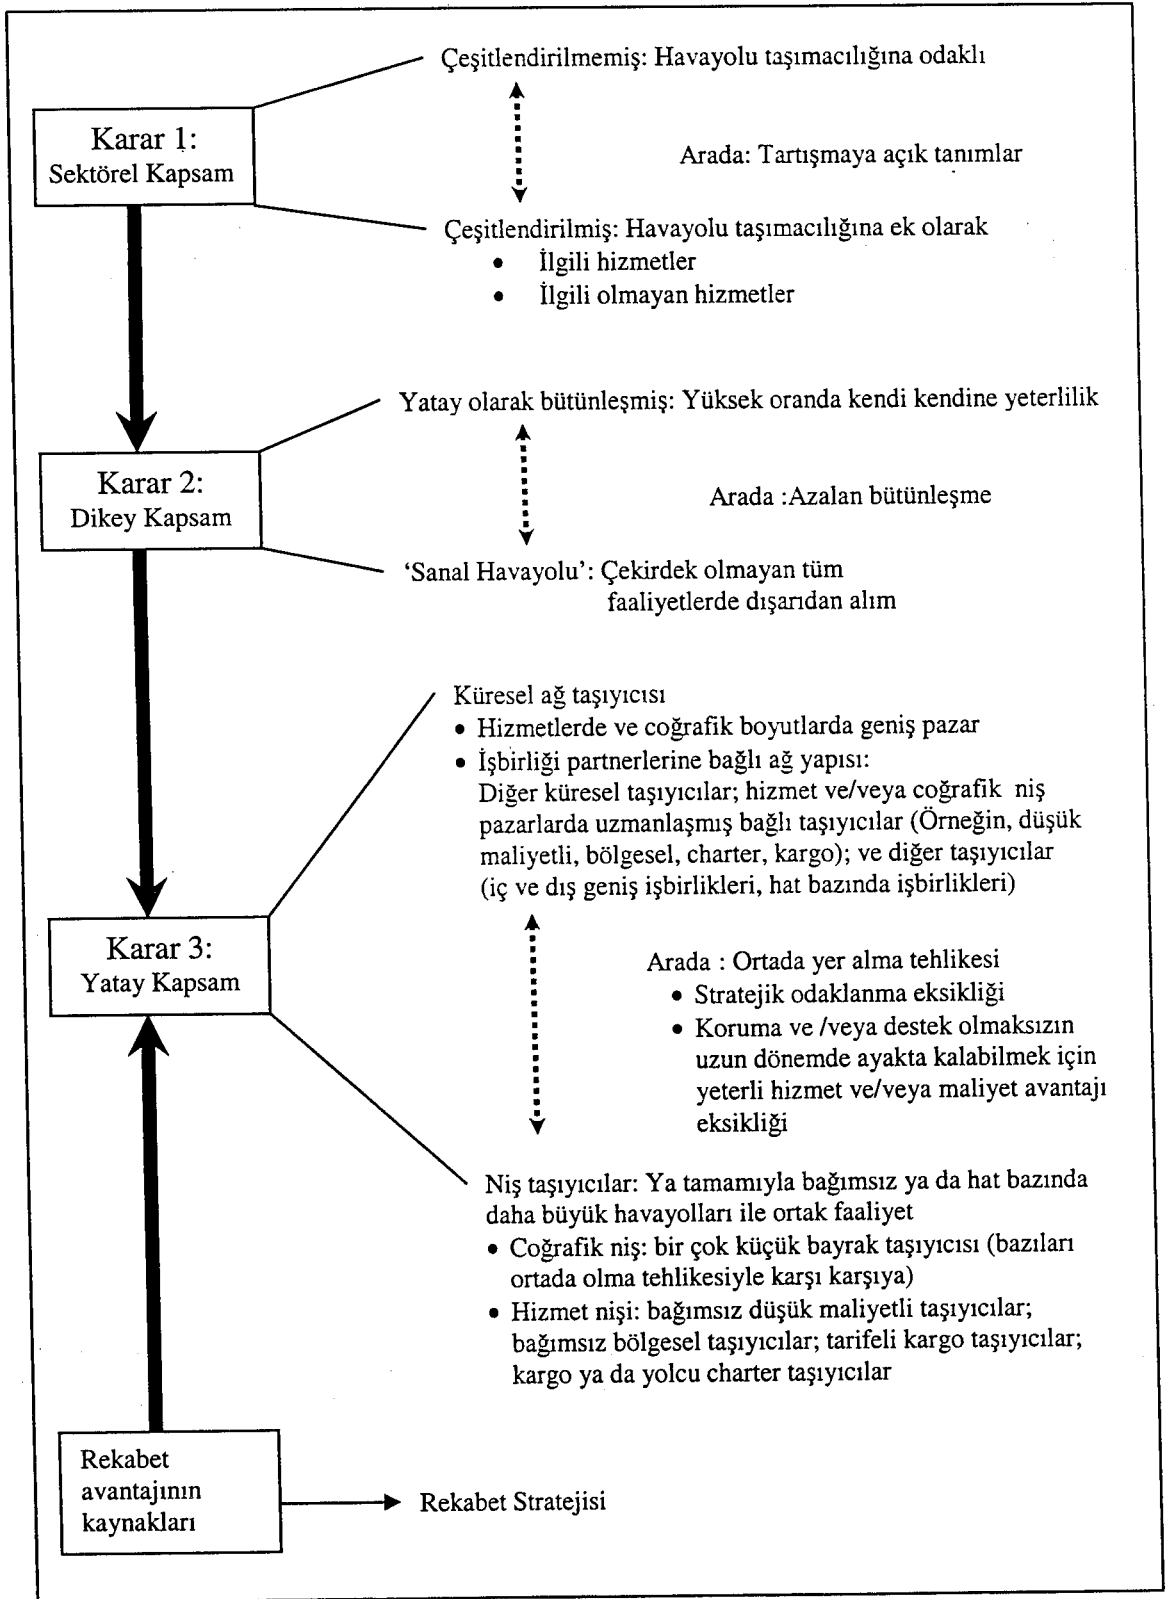 Çeşitlendirilmemiş: Havayolu taşımacılığına odaklı
Karar 1:
Sektörel Kapsam
Arada: Tartışmaya açık tanımlar
Çeşitlendirilmiş: Havayolu taşımacılığına ek olarak
• İlgili hizmetler
• İlgili olmayan hizmetler
Yatay olarak bütünleşmiş: Yüksek oranda kendi kendine yeterlilik
Karar 2:
Dikey Kapsam
Arada :Azalan bütünleşme
‘Sanal Havayolu’: Çekirdek olmayan tüm
faaliyetlerde dışarıdan alım
Küresel ağ taşıyıcısı
• Hizmetlerde ve coğrafik boyutlarda geniş pazar
• İşbirliği partnerlerine bağlı ağ yapısı:
Diğer küresel taşıyıcılar; hizmet ve/veya coğrafik niş
pazarlarda uzmanlaşmış bağlı taşıyıcılar (Örneğin, düşük
maliyetli, bölgesel, charter, kargo); ve diğer taşıyıcılar
(iç ve dış geniş işbirlikleri, hat bazında işbirlikleri)
Karar 3:
Yatay Kapsam
Arada : Ortada yer alma tehlikesi
• Stratejik odaklanma eksikliği
• Koruma ve /veya destek olmaksızın
uzun dönemde ayakta kalabilmek için
yeterli hizmet ve/veya maliyet avantajı
eksikliği
Niş taşıyıcılar: Ya tamamıyla bağımsız ya da hat bazında
daha büyük havayolları ile ortak faaliyet
• Coğrafik niş: bir çok küçük bayrak taşıyıcısı (bazıları
ortada olma tehlikesiyle karşı karşıya)
• Hizmet nişi: bağımsız düşük maliyetli taşıyıcılar;
bağımsız bölgesel taşıyıcılar; tarifeli kargo taşıyıcılar;
kargo ya da yolcu charter taşıyıcılar
Rekabet
avantajının
kaynakları
Rekabet Stratejisi